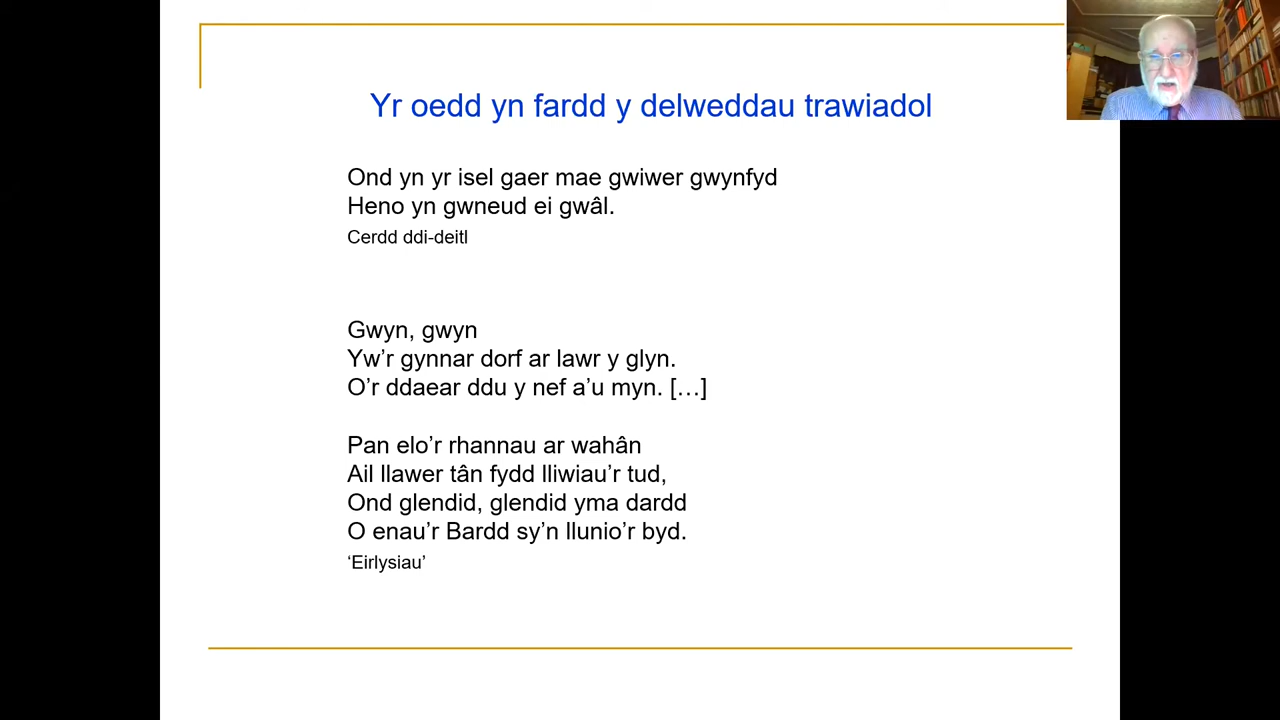 Yr oedd yn fardd y delweddau trawiadol
Ond yn yr isel gaer mae gwiwer gwynfyd
Heno yn gwneud ei gwâl.
Cerdd ddi-deitl
Gwyn, gwyn
Yw’r gynnar dorf ar lawr y glyn.
O’r ddaear ddu y nef a’u myn. […]
Pan elo’r rhannau ar wahân
Ail llawer tân fydd lliwiau’r tud,
Ond glendid, glendid yma dardd
O enau’r Bardd sy’n llunio’r byd.
‘Eirlysiau’